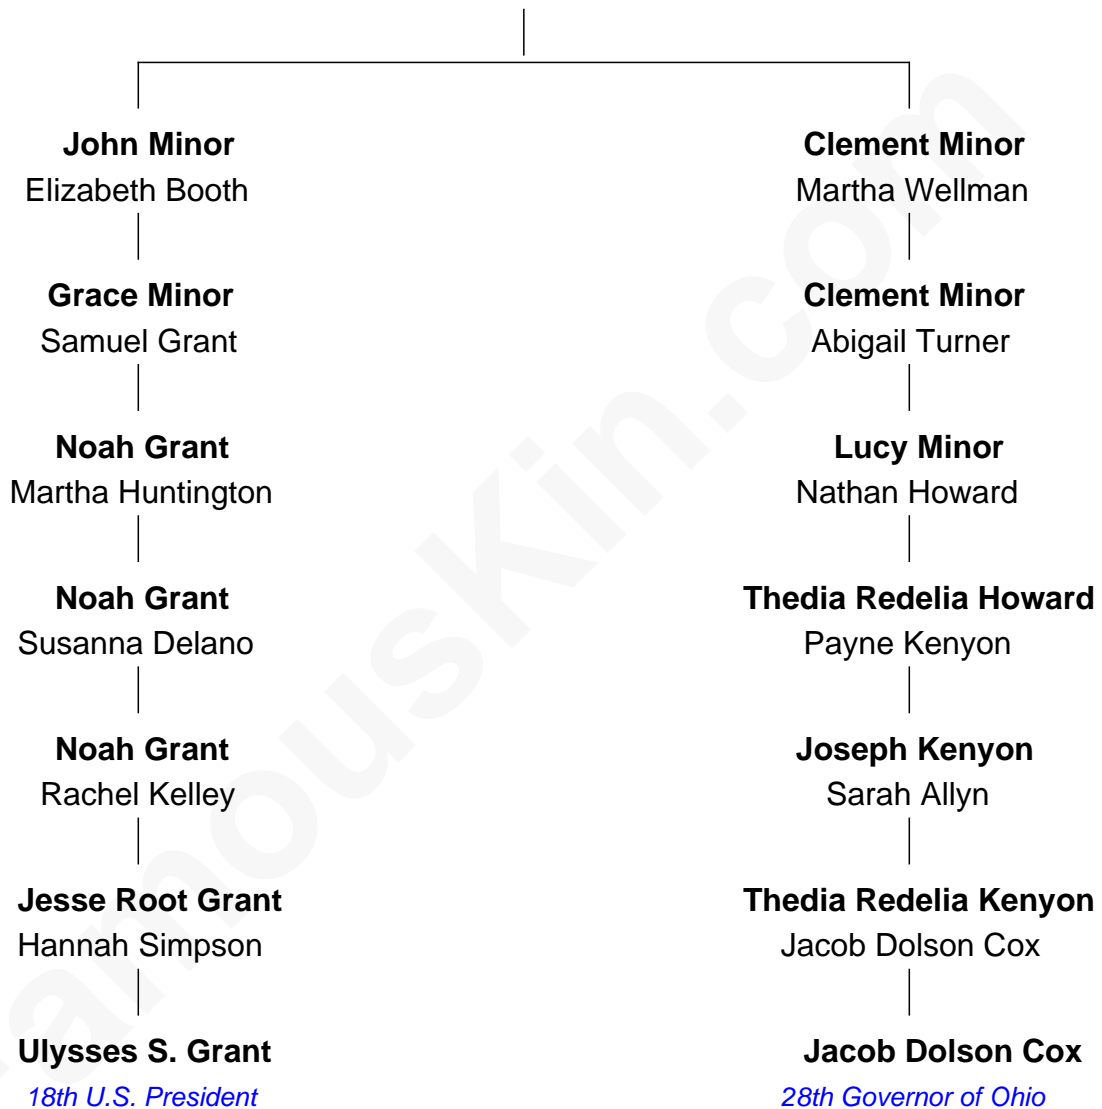 John Minor
Elizabeth Booth
Grace Minor
Samuel Grant
Noah Grant
Martha Huntington
Noah Grant
Susanna Delano
Noah Grant
Rachel Kelley
Jesse Root Grant
Hannah Simpson
Ulysses S. Grant
18th U.S. President
Clement Minor
Martha Wellman
Clement Minor
Abigail Turner
Lucy Minor
Nathan Howard
Thedia Redelia Howard
Payne Kenyon
Joseph Kenyon
Sarah Allyn
Thedia Redelia Kenyon
Jacob Dolson Cox
Jacob Dolson Cox
28th Governor of Ohio
amousKin.com